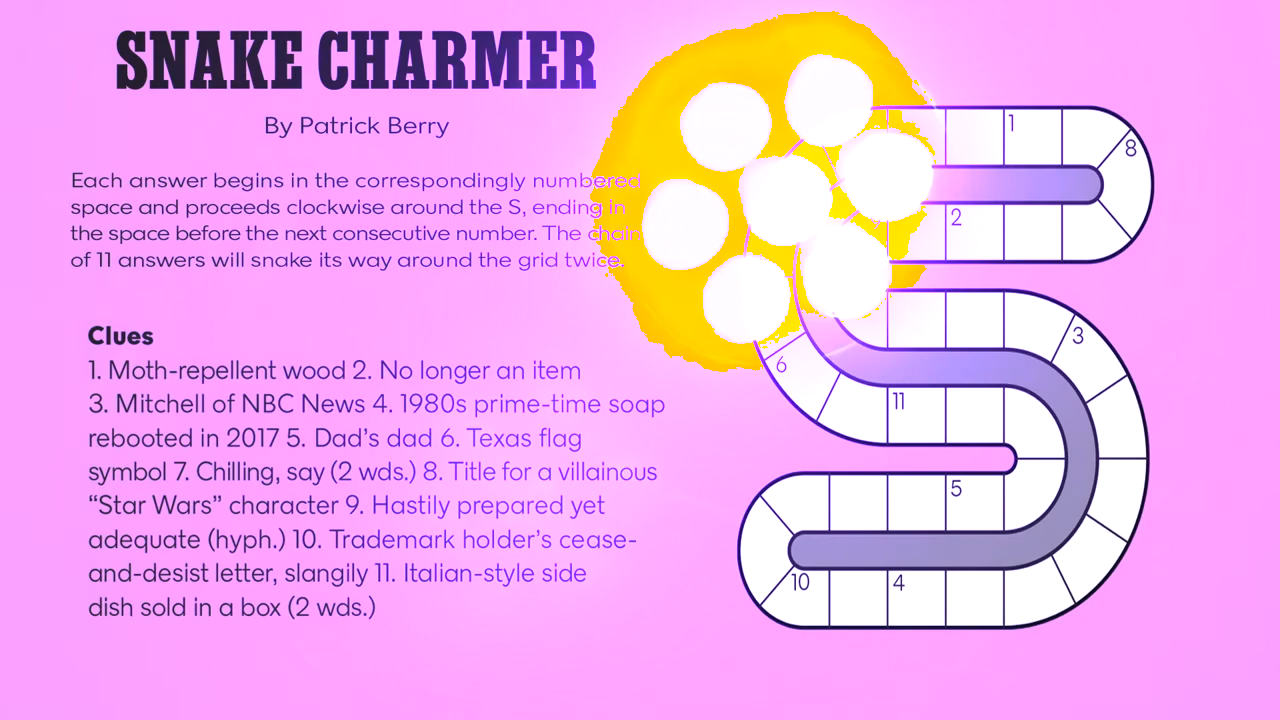 SNAKE CHARMER
By Patrick Berry
Each answer begins in the correspondingly numbered
space and proceeds clockwise around the S, ending in
the space before the next consecutive number. The chain
of 11 answers will snake its way around the grid twice.
Clues
1. Moth-repellent wood 2. No longer an item
3. Mitchell of NBC News 4. 1980s prime-time soap
rebooted in 2017 5. Dad's dad 6. Texas flag
symbol 7. Chilling, say (2 wds.) 8. Title for a villainous
“Star Wars” character 9. Hastily prepared yet
adequate (hyph.) 10. Trademark holder's cease-
and-desist letter, slangily 11. Italian-style side
dish sold in a box (2 wds.)
1
8
2
3
6
11
5
10
4